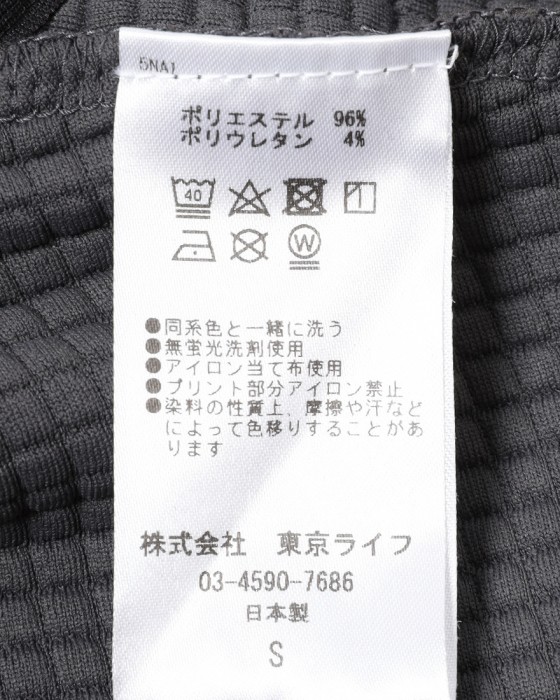 5NA1
ポリエステル 96%
ポリウレタン 4%
40
W
●同系色と一緒に洗う
●無蛍光洗剤使用
●アイロン当て布使用
●プリント部分アイロン禁止
●染料の性質上、摩擦や汗など
によって色移りすることがあ
ります
株式会社 東京ライフ
03-4590-7686
日本製
S